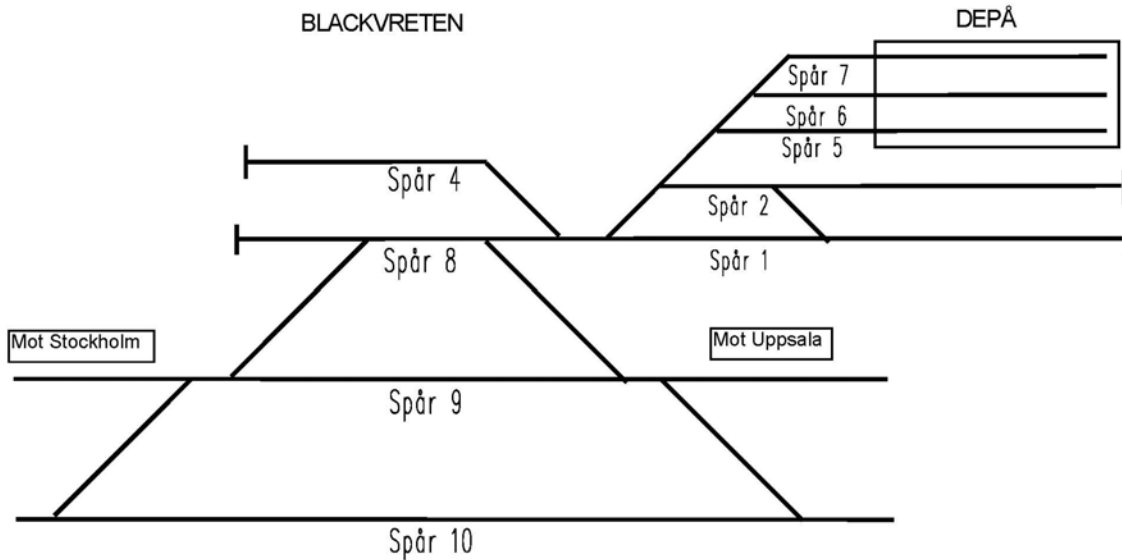 BLACKVRETEN
DEPÅ
Spår 7
Spår 6
Spår 5
Spår 4
Spår 2
Spår 8
Spår 1
Mot Stockholm
Mot Uppsala
Spår 9
Spår 10